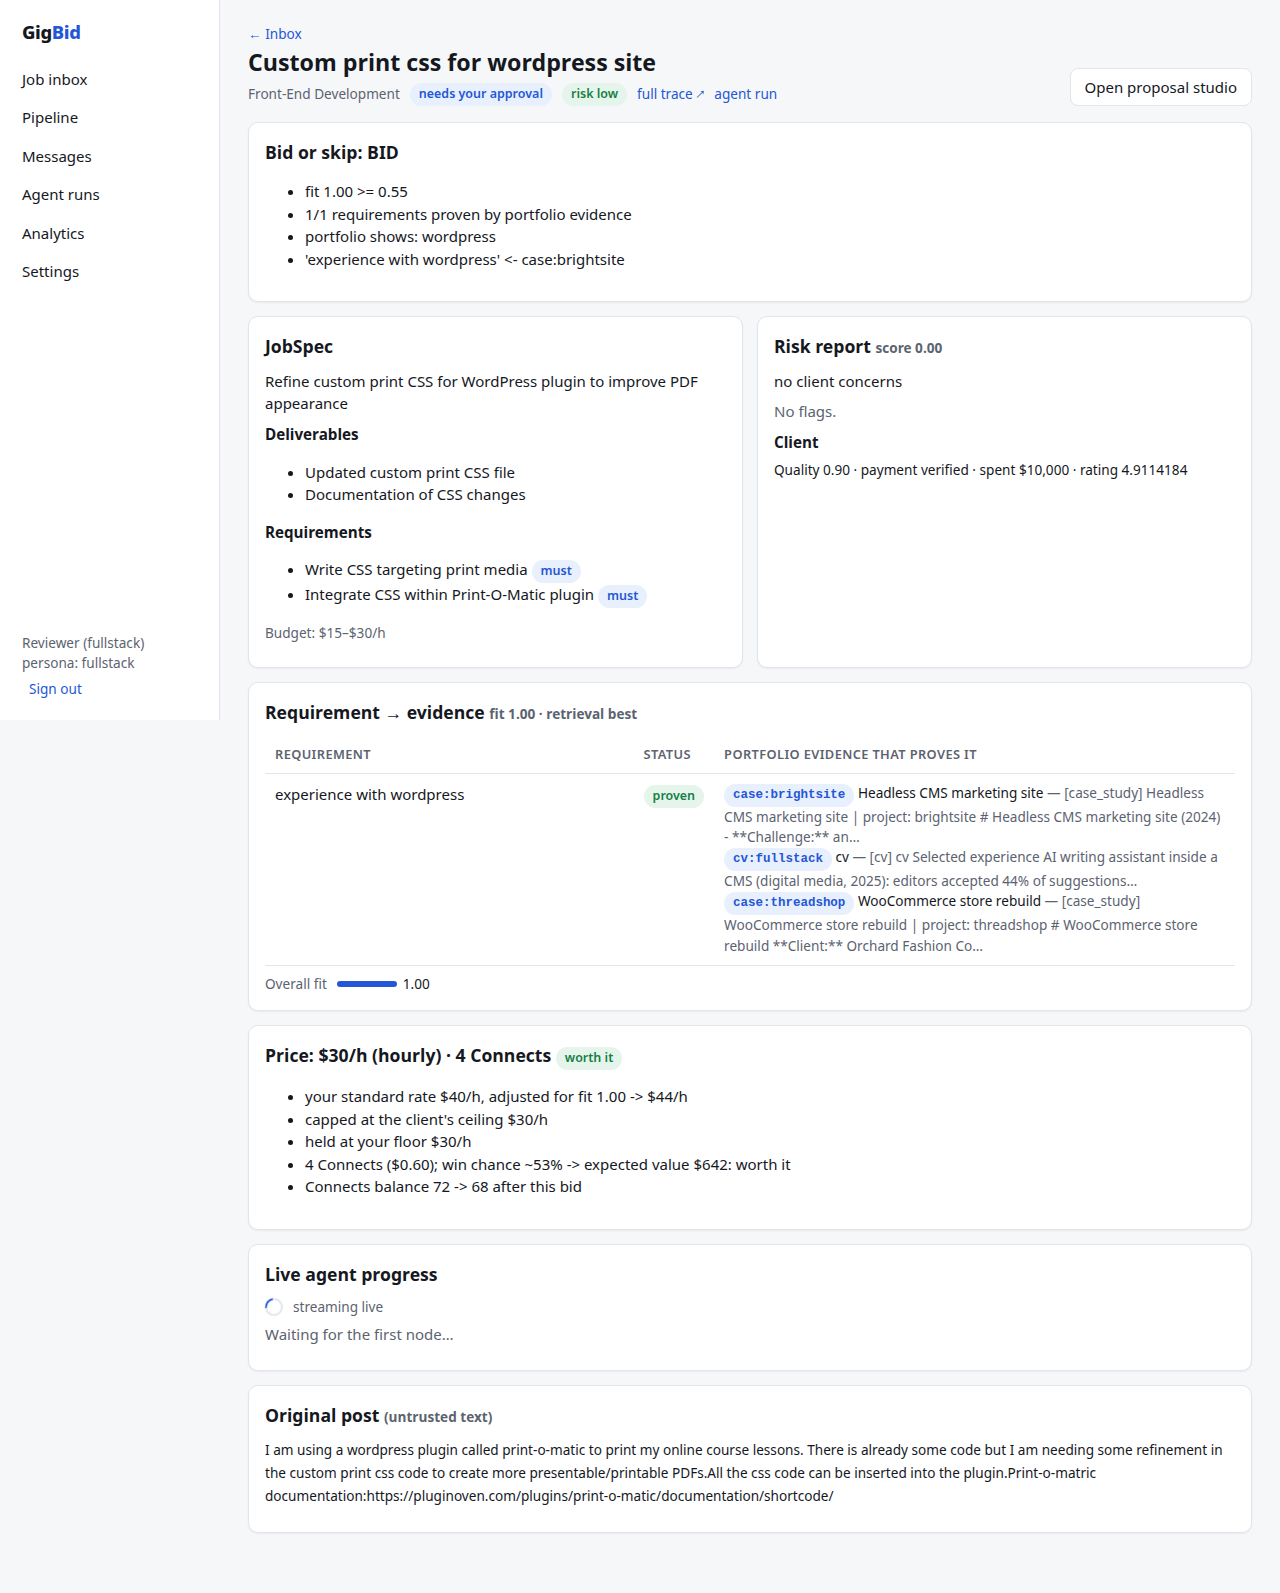 GigBid
Job inbox
Pipeline
Messages
Agent runs
Analytics
Settings
Reviewer (fullstack)
persona: fullstack
Sign out
← Inbox
Custom print css for wordpress site
Front-End Development needs your approval risk low full trace ↗ agent run
Open proposal studio
Bid or skip: BID
• fit 1.00 >= 0.55
• 1/1 requirements proven by portfolio evidence
• portfolio shows: wordpress
• 'experience with wordpress' <- case:brightsite
JobSpec
Refine custom print CSS for WordPress plugin to improve PDF
appearance
Deliverables
• Updated custom print CSS file
• Documentation of CSS changes
Requirements
• Write CSS targeting print media must
• Integrate CSS within Print-O-Matic plugin must
Budget: $15–$30/h
Risk report score 0.00
no client concerns
No flags.
Client
Quality 0.90 · payment verified · spent $10,000 · rating 4.9114184
Requirement → evidence fit 1.00 · retrieval best
REQUIREMENT STATUS PORTFOLIO EVIDENCE THAT PROVES IT
experience with wordpress proven case:brightsite Headless CMS marketing site — [case_study] Headless
CMS marketing site | project: brightsite # Headless CMS marketing site (2024)
- **Challenge:** an...
cv:fullstack cv — [cv] cv Selected experience AI writing assistant inside a
CMS (digital media, 2025): editors accepted 44% of suggestions...
case:threadshop WooCommerce store rebuild — [case_study]
WooCommerce store rebuild | project: threadshop # WooCommerce store
rebuild **Client:** Orchard Fashion Co...
Overall fit 1.00
Price: $30/h (hourly) · 4 Connects worth it
• your standard rate $40/h, adjusted for fit 1.00 -> $44/h
• capped at the client's ceiling $30/h
• held at your floor $30/h
• 4 Connects ($0.60); win chance ~53% -> expected value $642: worth it
• Connects balance 72 -> 68 after this bid
Live agent progress
streaming live
Waiting for the first node...
Original post (untrusted text)
I am using a wordpress plugin called print-o-matic to print my online course lessons. There is already some code but I am needing some refinement in
the custom print css code to create more presentable/printable PDFs.All the css code can be inserted into the plugin.Print-o-matric
documentation:https://pluginoven.com/plugins/print-o-matic/documentation/shortcode/